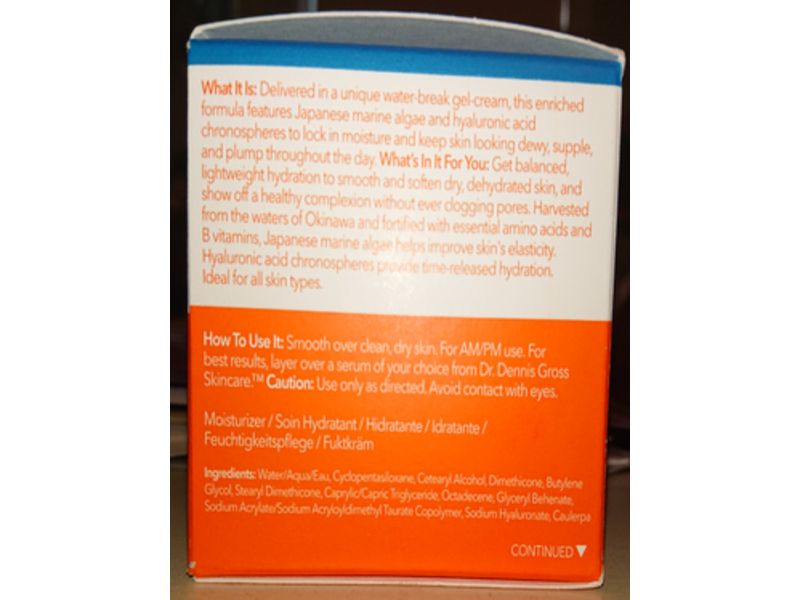 What It Is: Delivered in a unique water-break gel-cream, this enriched
formula features Japanese marine algae and hyaluronic acid
chronospheres to lock in moisture and keep skin looking dewy, supple,
and plump throughout the day. What's In It For You: Get balanced,
lightweight hydration to smooth and soften dry, dehydrated skin, and
show off a healthy complexion without ever clogging pores. Harvested
from the waters of Okinawa and fortified with essential amino acids and
B vitamins, Japanese marine algae helps improve skin's elasticity.
Hyaluronic acid chronospheres provide time-released hydration.
Ideal for all skin types.
How To Use It: Smooth over clean, dry skin. For AM/PM use. For
best results, layer over a serum of your choice from Dr. Dennis Gross
Skincare.™ Caution: Use only as directed. Avoid contact with eyes.
Moisturizer / Soin Hydratant / Hidratante / Idratante /
Feuchtigkeitspflege / Fuktkräm
Ingredients: Water/Aqua/Eau, Cyclopentasiloxane, Cetearyl Alcohol, Dimethicone, Butylene
Glycol, Stearyl Dimethicone, Caprylic/Capric Triglyceride, Octadecene, Glyceryl Behenate,
Sodium Acrylate/Sodium Acryloyldimethyl Taurate Copolymer, Sodium Hyaluronate, Caulerpa
CONTINUED ▼